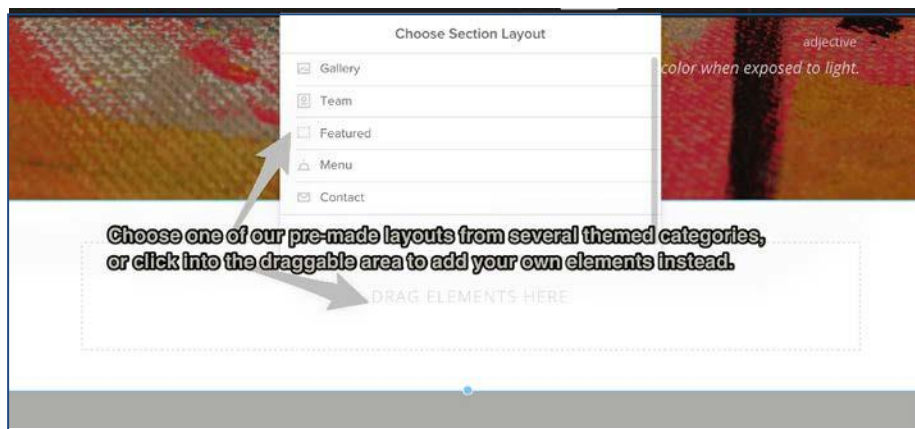 Choose Section Layout
adjective
Gallery
color when exposed to light.
Team
Featured
Menu
Contact
Choose one of our pre-made layouts from several themed categories,
or click into the draggable area to add your own elements instead.
DRAG ELEMENTS HERE